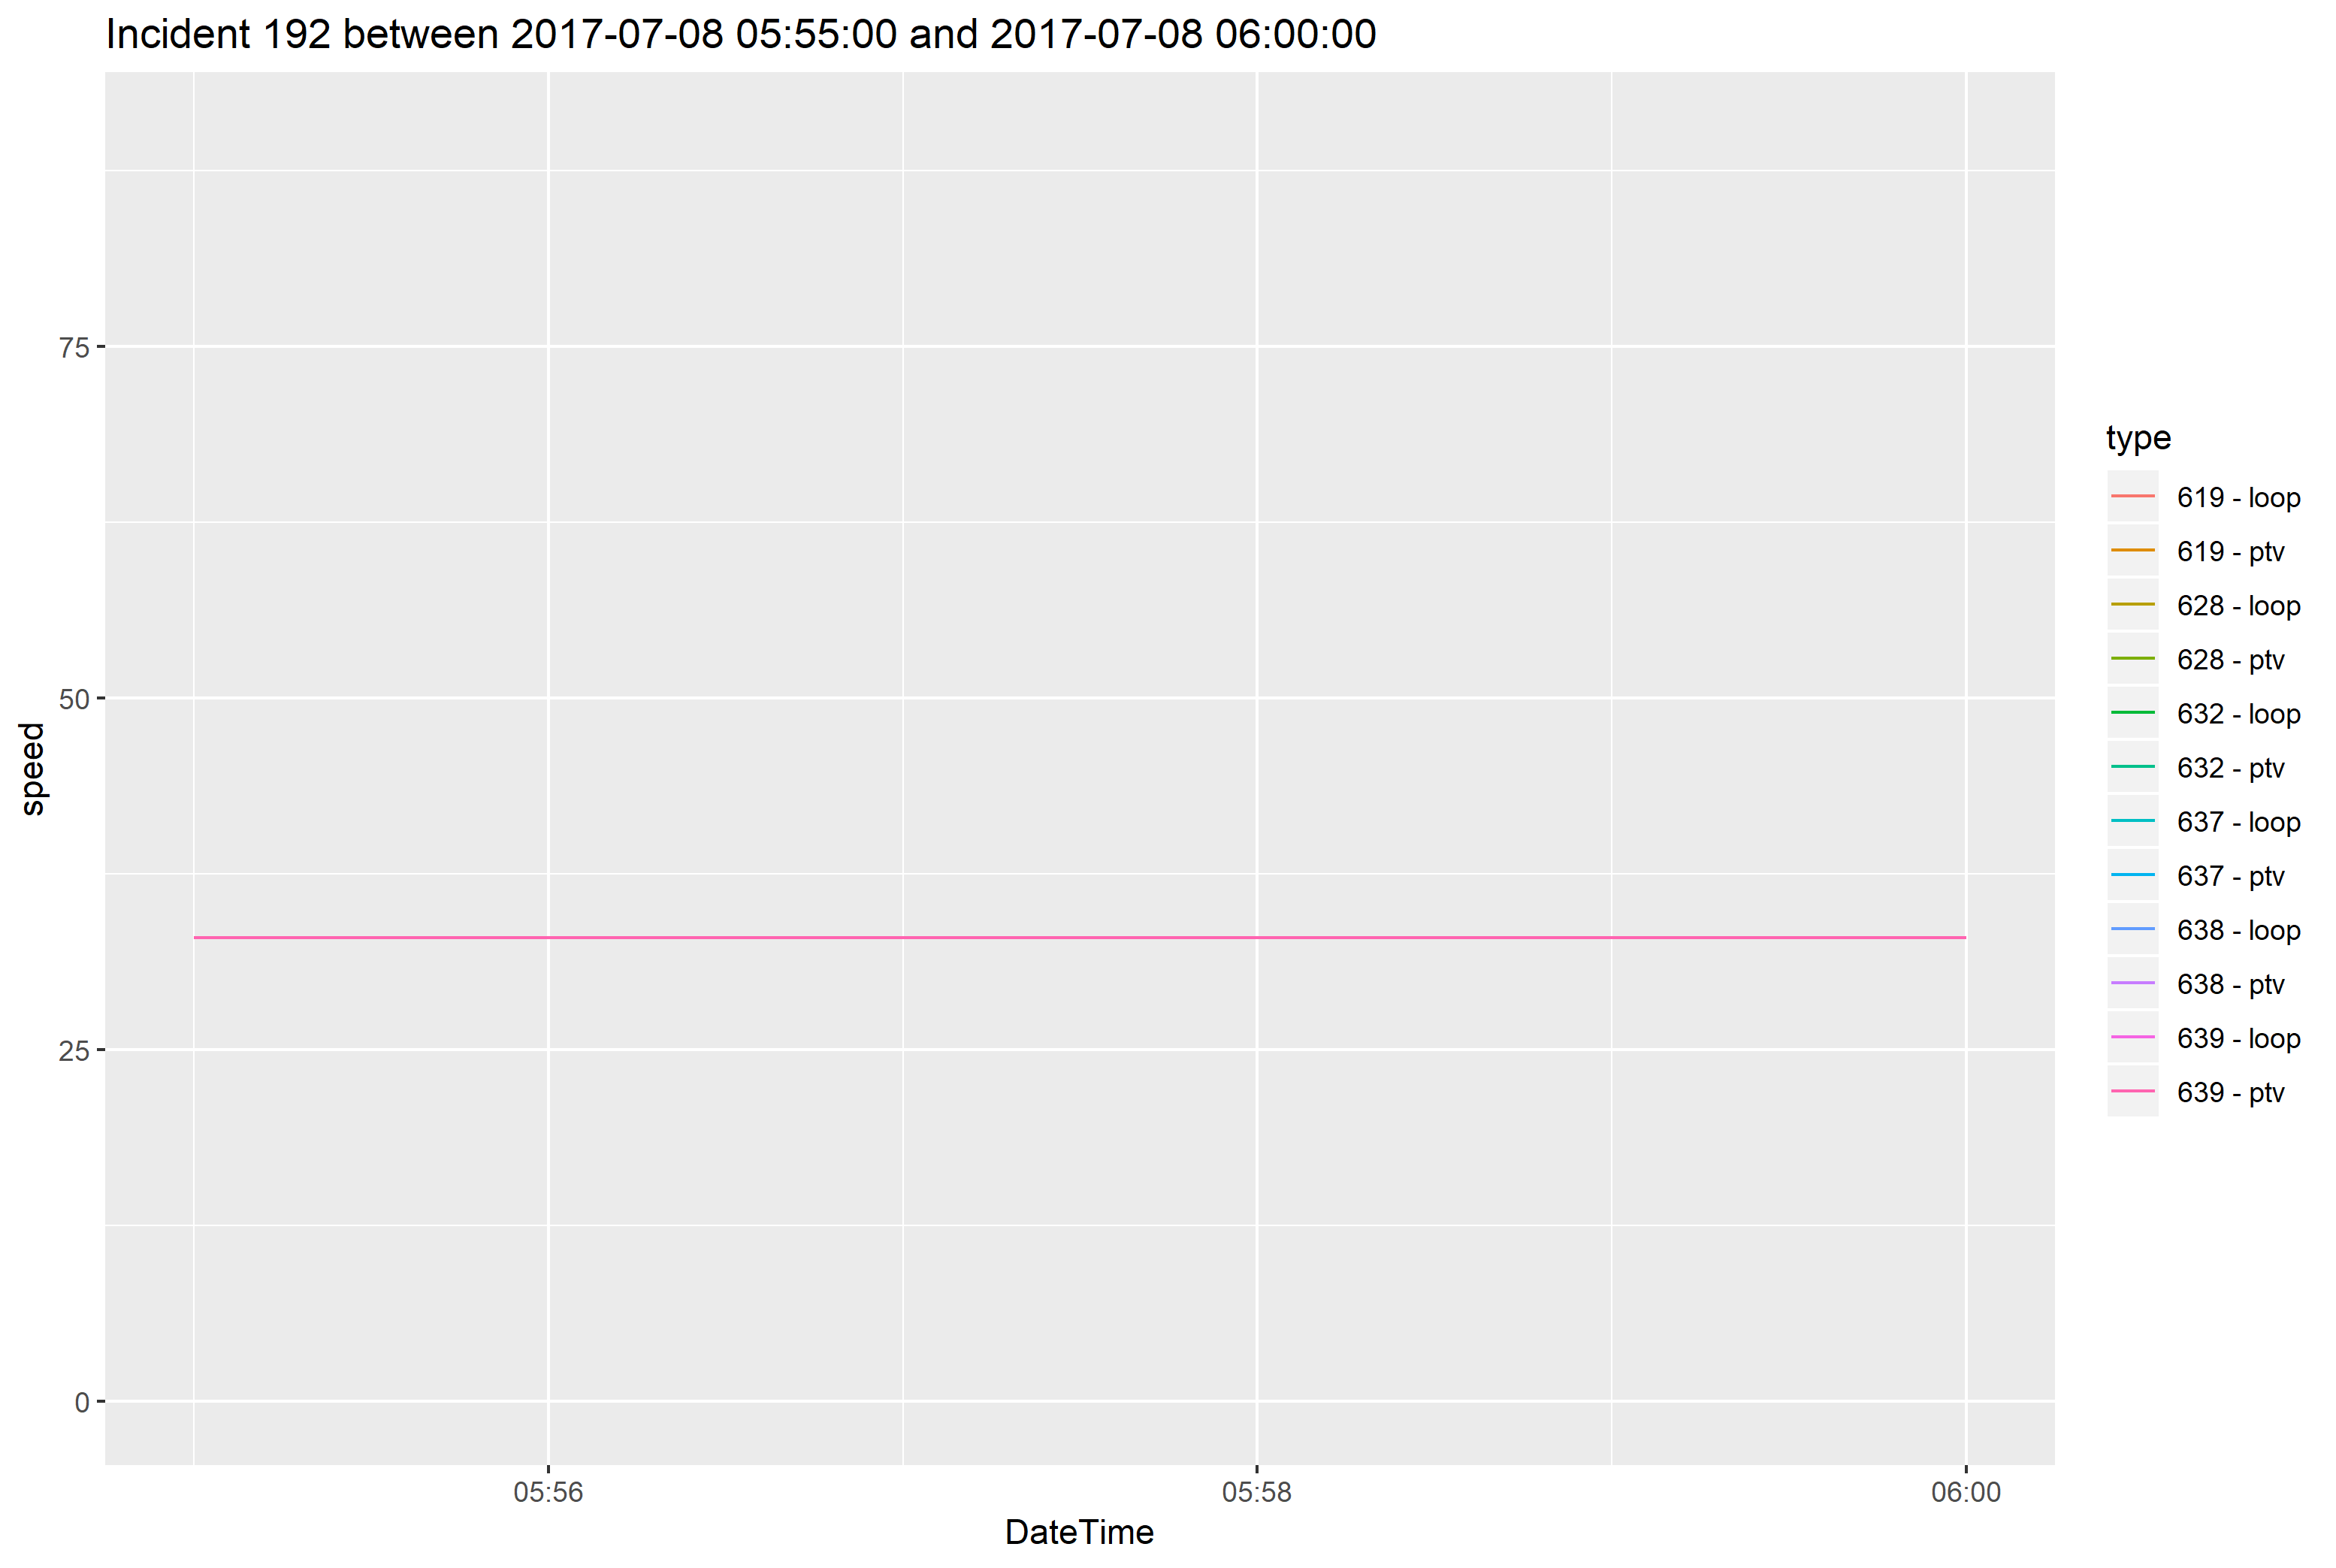 Incident 192 between 2017-07-08 05:55:00 and 2017-07-08 06:00:00
75
50
25
0
speed
05:56
05:58
06:00
DateTime
type
619 - loop
619 - ptv
628 - loop
628 - ptv
632 - loop
632 - ptv
637 - loop
637 - ptv
638 - loop
638 - ptv
639 - loop
639 - ptv